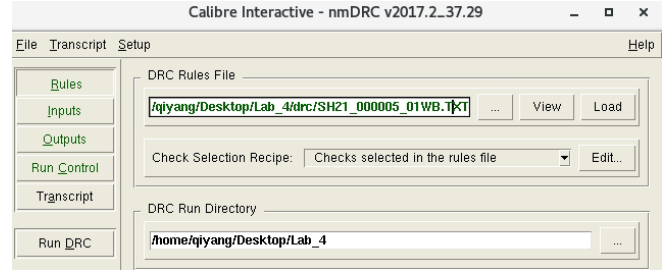 Calibre Interactive - nmDRC v2017.2_37.29
File Transcript Setup Help
Rules
Inputs
Outputs
Run Control
Transcript
Run DRC
DRC Rules File
/qiyang/Desktop/Lab_4/drc/SH21_000005_01WB.TXT ... View Load
Check Selection Recipe: Checks selected in the rules file Edit...
DRC Run Directory
/home/qiyang/Desktop/Lab_4 ...